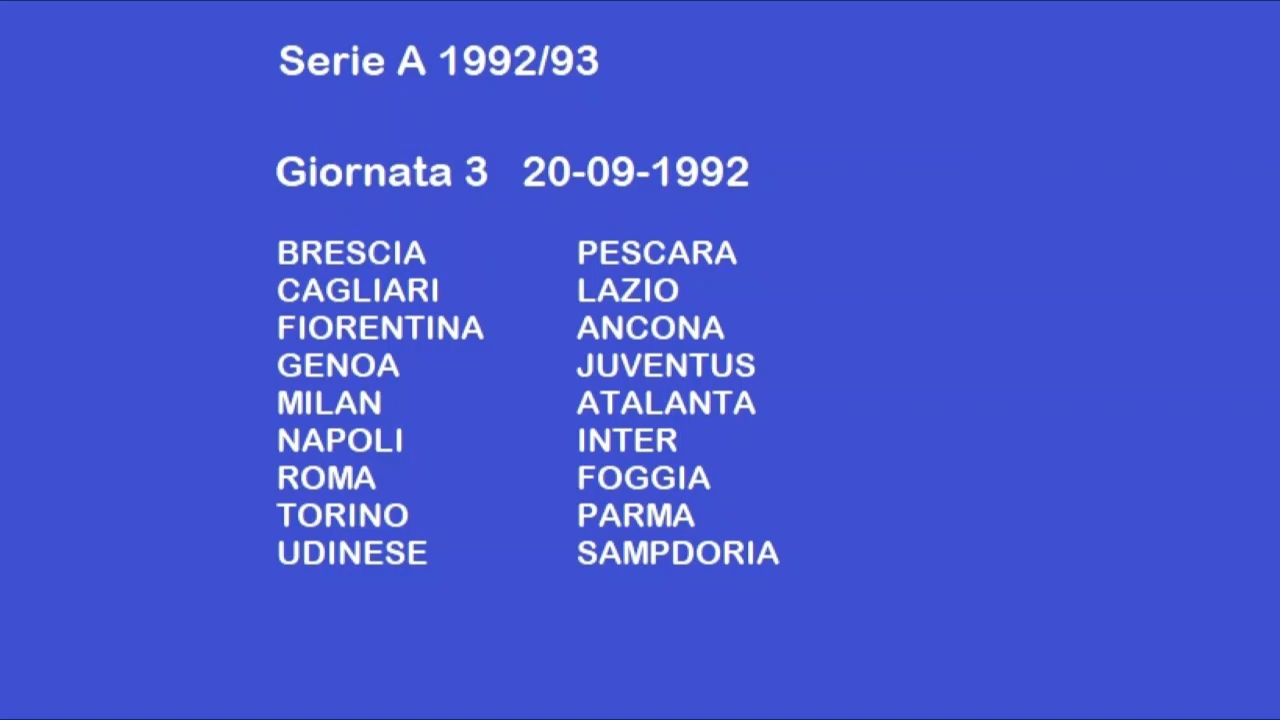 Serie A 1992/93
Giornata 3 20-09-1992
BRESCIA PESCARA
CAGLIARI LAZIO
FIORENTINA ANCONA
GENOA JUVENTUS
MILAN ATALANTA
NAPOLI INTER
ROMA FOGGIA
TORINO PARMA
UDINESE SAMPDORIA